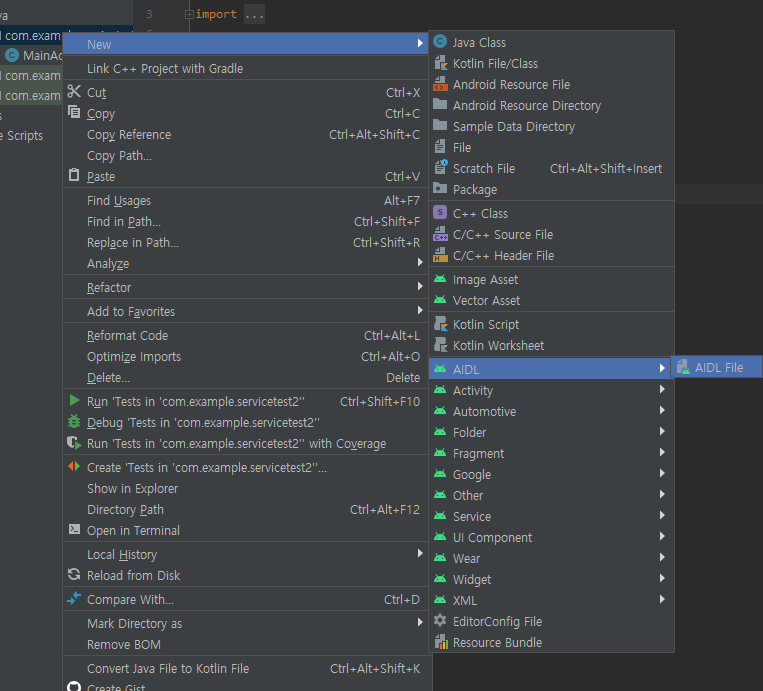 va
3
import ...
com.exam
MainAc
com.exam
com.exam
s
e Scripts
New
Link C++ Project with Gradle
Cut Ctrl+X
Copy Ctrl+C
Copy Reference Ctrl+Alt+Shift+C
Copy Path...
Paste Ctrl+V
Find Usages Alt+F7
Find in Path... Ctrl+Shift+F
Replace in Path... Ctrl+Shift+R
Analyze
Refactor
Add to Favorites
Reformat Code Ctrl+Alt+L
Optimize Imports Ctrl+Alt+O
Delete... Delete
Run 'Tests in 'com.example.servicetest2'' Ctrl+Shift+F10
Debug 'Tests in 'com.example.servicetest2''
Run 'Tests in 'com.example.servicetest2'' with Coverage
Create 'Tests in 'com.example.servicetest2''...
Show in Explorer
Directory Path Ctrl+Alt+F12
Open in Terminal
Local History
Reload from Disk
Compare With... Ctrl+D
Mark Directory as
Remove BOM
Convert Java File to Kotlin File Ctrl+Alt+Shift+K
Create Gist
Java Class
Kotlin File/Class
Android Resource File
Android Resource Directory
Sample Data Directory
File
Scratch File Ctrl+Alt+Shift+Insert
Package
C++ Class
C/C++ Source File
C/C++ Header File
Image Asset
Vector Asset
Kotlin Script
Kotlin Worksheet
AIDL
Activity
Automotive
Folder
Fragment
Google
Other
Service
UI Component
Wear
Widget
XML
EditorConfig File
Resource Bundle
AIDL File